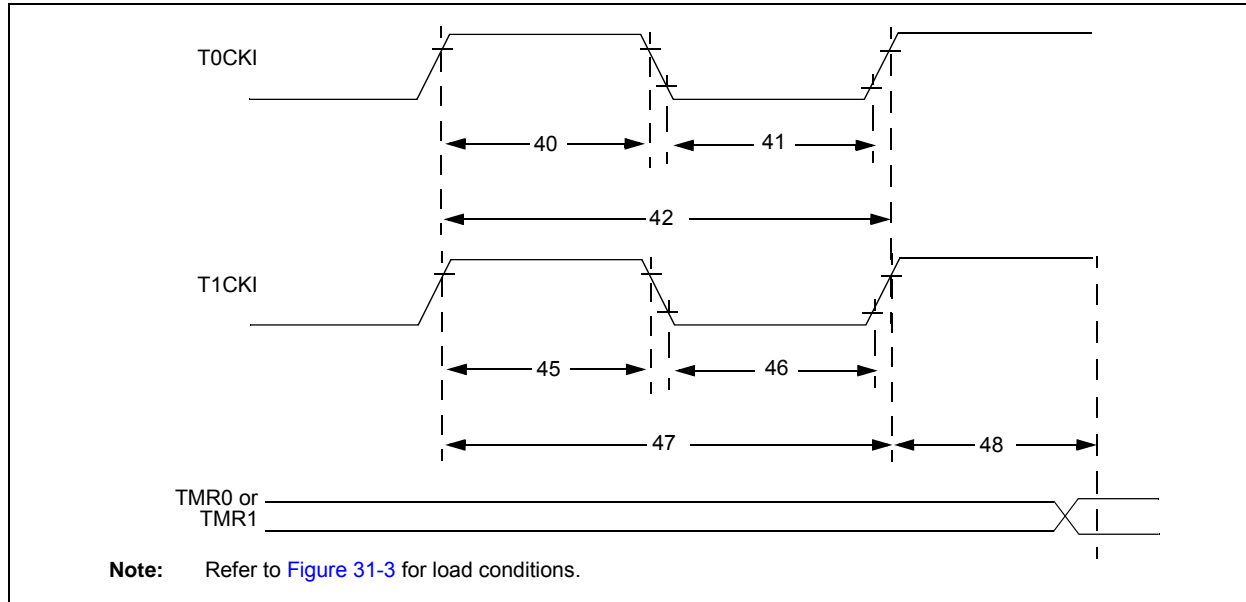 T0CKI
40
41
42
T1CKI
45
46
47
48
TMR0 or
TMR1
Note: Refer to Figure 31-3 for load conditions.